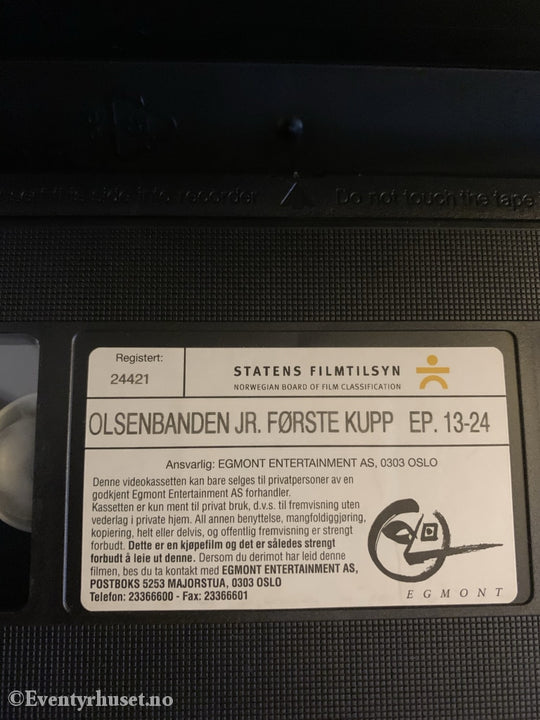 side into recorder
Do not touch the tape
Registert:
24421
STATENS FILMTILSYN
NORWEGIAN BOARD OF FILM CLASSIFICATION
OLSENBANDEN JR. FØRSTE KUPP EP. 13-24
Ansvarlig: EGMONT ENTERTAINMENT AS, 0303 OSLO
Denne videokassetten kan bare selges til privatpersoner av en
godkjent Egmont Entertainment AS forhandler.
Kassetten er kun ment til privat bruk, d.v.s. til fremvisning uten
vederlag i private hjem. All annen benyttelse, mangfoldiggjøring,
kopiering, helt eller delvis, og offentlig fremvisning er strengt
forbudt. Dette er en kjøpefilm og det er således strengt
forbudt å leie ut denne. Dersom du derimot har leid denne
filmen, bes du ta kontakt med EGMONT ENTERTAINMENT AS,
POSTBOKS 5253 MAJORSTUA, 0303 OSLO
Telefon: 23366600 - Fax: 23366601
EGMONT
©Eventyrhuset.no